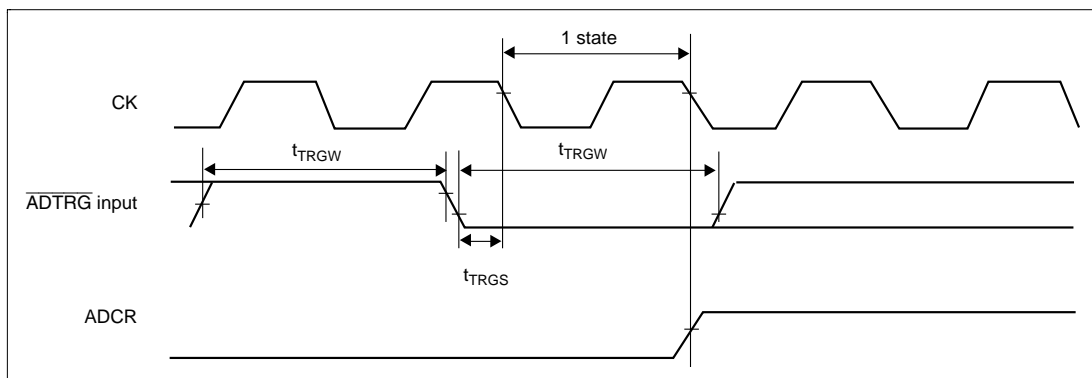 1 state
CK
tTRGW tTRGW
ADTRG input
tTRGS
ADCR